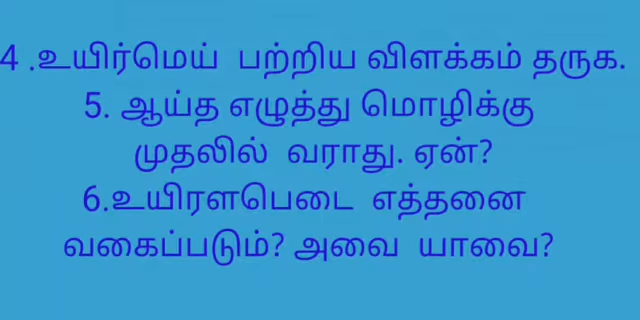 4 .உயிர்மெய் பற்றிய விளக்கம் தருக.
5. ஆய்த எழுத்து மொழிக்கு
முதலில் வராது. ஏன்?
6.உயிரளபெடை எத்தனை
வகைப்படும்? அவை யாவை?